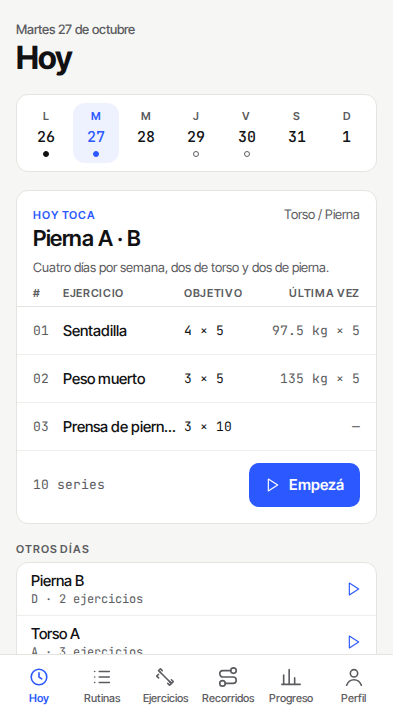 Martes 27 de octubre
Hoy
L M M J V S D
26 27 28 29 30 31 1
HOY TOCA Torso / Pierna
Pierna A · B
Cuatro días por semana, dos de torso y dos de pierna.
# EJERCICIO OBJETIVO ÚLTIMA VEZ
01 Sentadilla 4 × 5 97.5 kg × 5
02 Peso muerto 3 × 5 135 kg × 5
03 Prensa de piern… 3 × 10 —
10 series Empezá
OTROS DÍAS
Pierna B
D · 2 ejercicios
Torso A
A · 3 ejercicios
Hoy Rutinas Ejercicios Recorridos Progreso Perfil